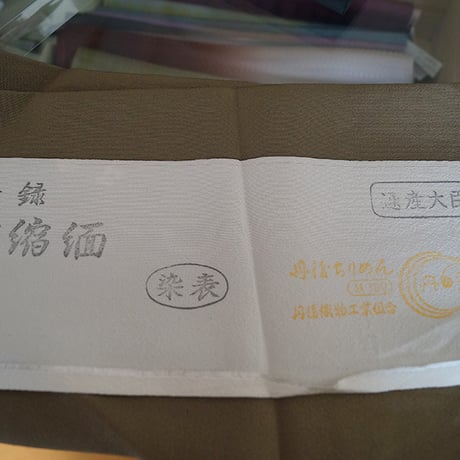 録
縮緬
染表
通産大臣
丹後ちりめん
丹後織物工業組合